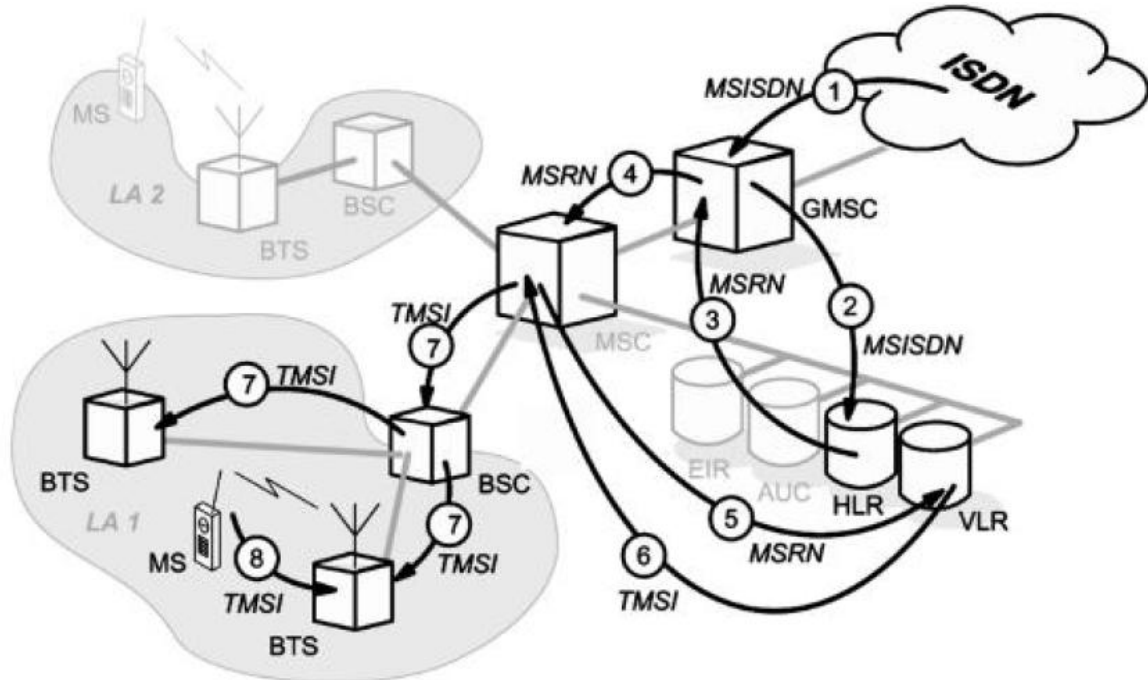 ISDN
MSISDN
1
MS
MSRN
4
LA 2
BSC
GMSC
BTS
MSRN
2
3
TMSI
MSC
MSISDN
7
7
TMSI
EIR
BTS
BSC
AUC
HLR
LA 1
VLR
7
5
MS
8
TMSI
6
MSRN
TMSI
TMSI
BTS